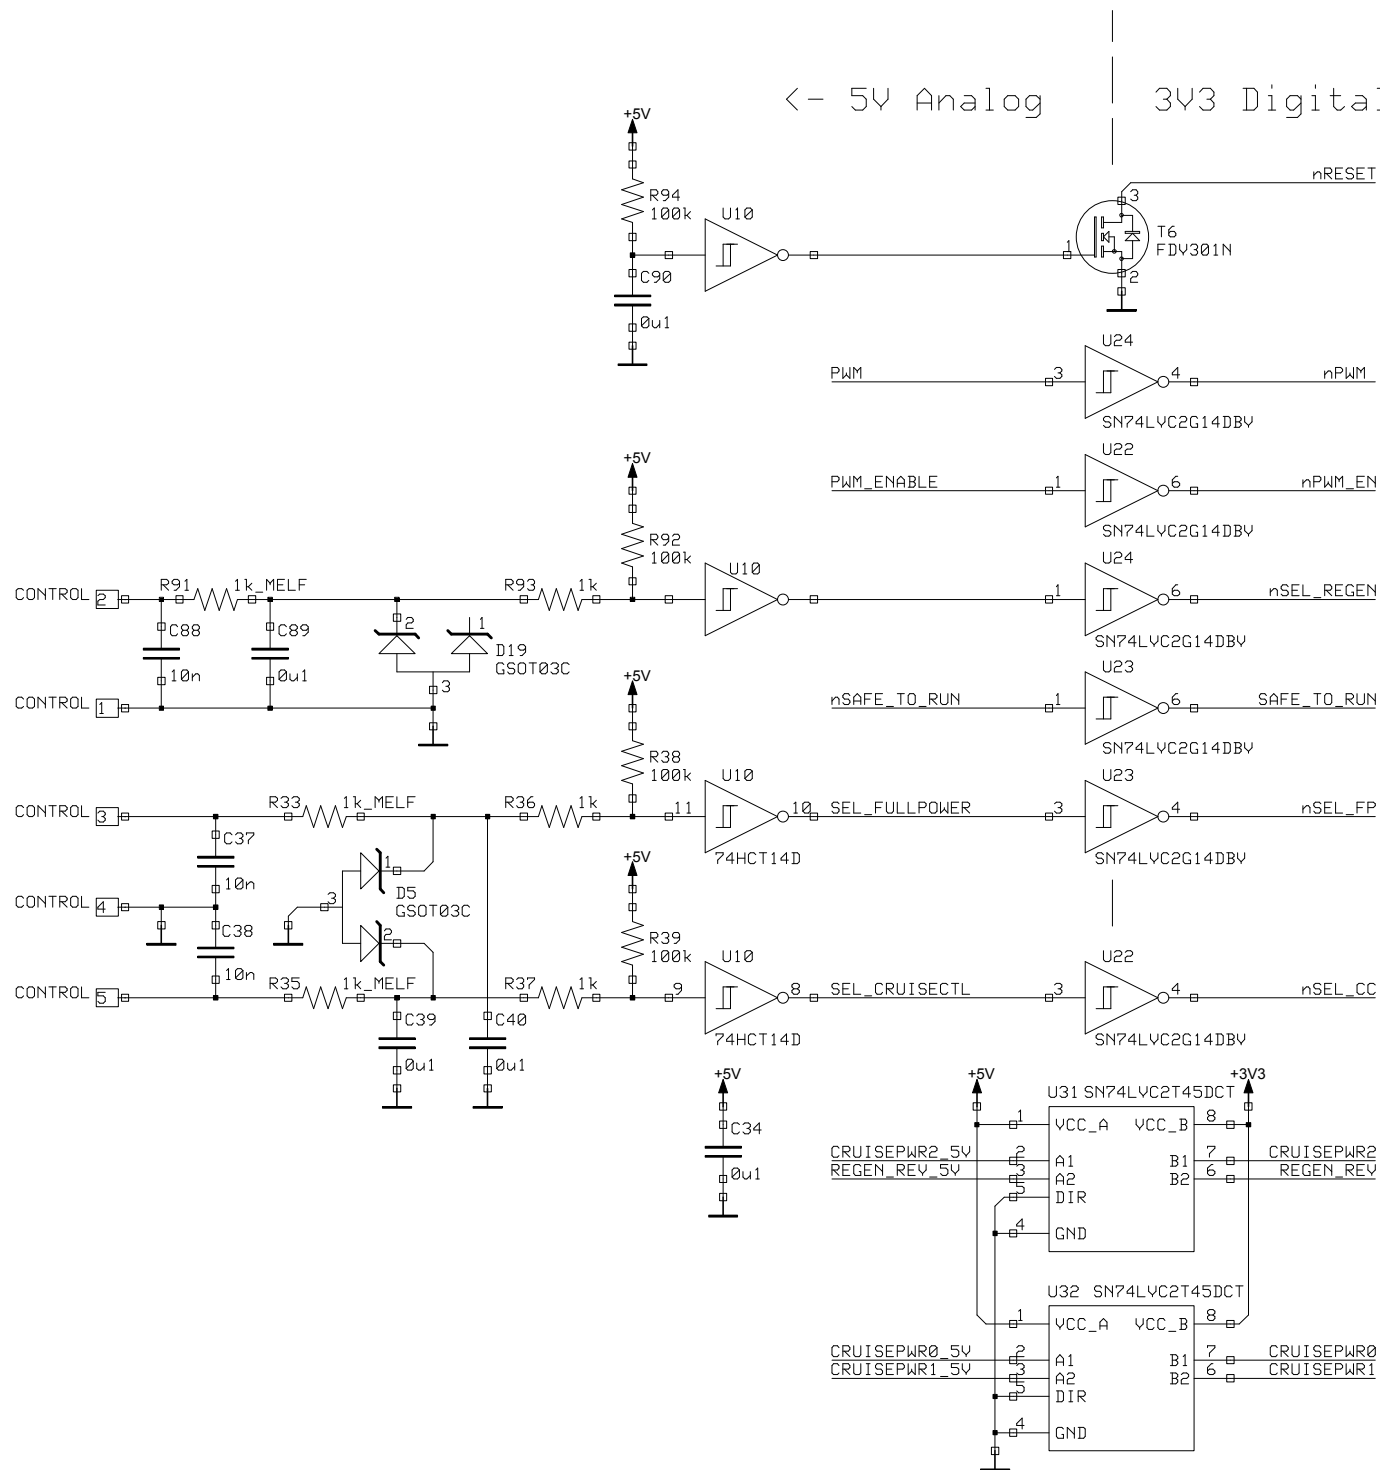 <- 5V Analog
3V3 Digital
+5V
nRESET
R94
100k
U10
3
T6
FDV301N
1
2
C90
0u1
U24
PWM
3
4
nPWM
SN74LVC2G14DBV
U22
+5V
PWM_ENABLE
1
6
nPWM_EN
SN74LVC2G14DBV
R92
100k
U10
U24
CONTROL 2
R91
1k_MELF
R93
1k
1
6
nSEL_REGEN
C88
10n
C89
0u1
2
1
D19
GSOT03C
SN74LVC2G14DBV
U23
+5V
3
CONTROL 1
nSAFE_TO_RUN
1
6
SAFE_TO_RUN
SN74LVC2G14DBV
R38
100k
U10
U23
CONTROL 3
R33
1k_MELF
R36
1k
11
10
SEL_FULLPOWER
3
4
nSEL_FP
74HCT14D
SN74LVC2G14DBV
C37
10n
1
+5V
D5
GSOT03C
3
CONTROL 4
C38
10n
2
R39
100k
U10
U22
CONTROL 5
R35
1k_MELF
R37
1k
9
8
SEL_CRUISECTL
3
4
nSEL_CC
74HCT14D
SN74LVC2G14DBV
C39
0u1
C40
0u1
+5V
+5V
+3V3
C34
0u1
U31 SN74LVC2T45DCT
1
VCC_A
VCC_B
8
CRUISEPWR2_5V
2
A1
B1
7
CRUISEPWR2
REGEN_REV_5V
3
A2
B2
6
REGEN_REV
5
DIR
4
GND
U32 SN74LVC2T45DCT
1
VCC_A
VCC_B
8
CRUISEPWR0_5V
2
A1
B1
7
CRUISEPWR0
CRUISEPWR1_5V
3
A2
B2
6
CRUISEPWR1
5
DIR
4
GND